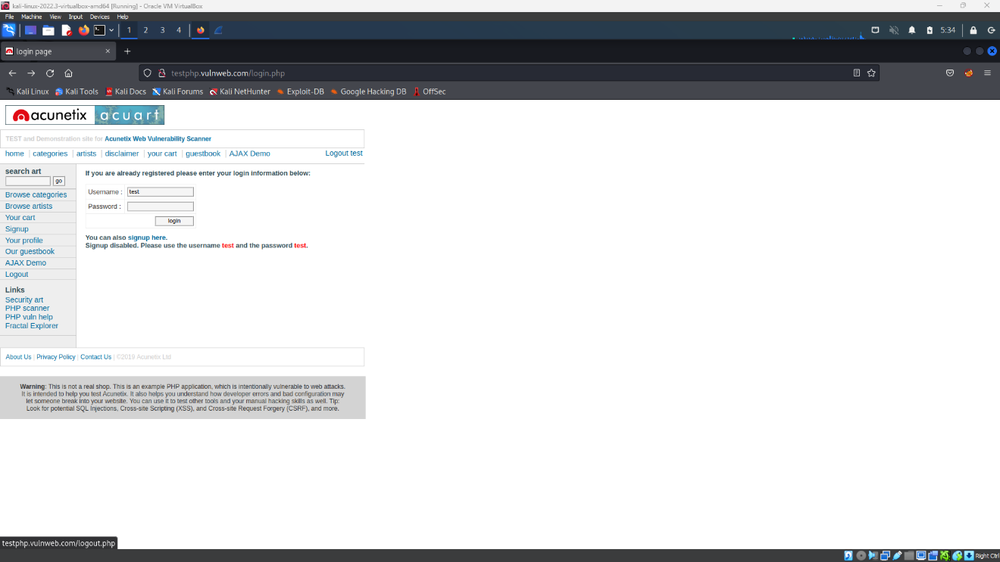 kali-linux-2022.3-virtualbox-amd64 [Running] - Oracle VM VirtualBox
File Machine View Input Devices Help
1 2 3 4
5:34
login page
testphp.vulnweb.com/login.php
Kali Linux Kali Tools Kali Docs Kali Forums Kali NetHunter Exploit-DB Google Hacking DB OffSec
acunetix acuart
TEST and Demonstration site for Acunetix Web Vulnerability Scanner
home | categories | artists | disclaimer | your cart | guestbook | AJAX Demo
Logout test
search art
go
Browse categories
Browse artists
Your cart
Signup
Your profile
Our guestbook
AJAX Demo
Logout
Links
Security art
PHP scanner
PHP vuln help
Fractal Explorer
If you are already registered please enter your login information below:
Username : test
Password :
login
You can also signup here.
Signup disabled. Please use the username test and the password test.
About Us | Privacy Policy | Contact Us | ©2019 Acunetix Ltd
Warning: This is not a real shop. This is an example PHP application, which is intentionally vulnerable to web attacks.
It is intended to help you test Acunetix. It also helps you understand how developer errors and bad configuration may
let someone break into your website. You can use it to test other tools and your manual hacking skills as well. Tip:
Look for potential SQL Injections, Cross-site Scripting (XSS), and Cross-site Request Forgery (CSRF), and more.
testphp.vulnweb.com/logout.php
Right Ctrl